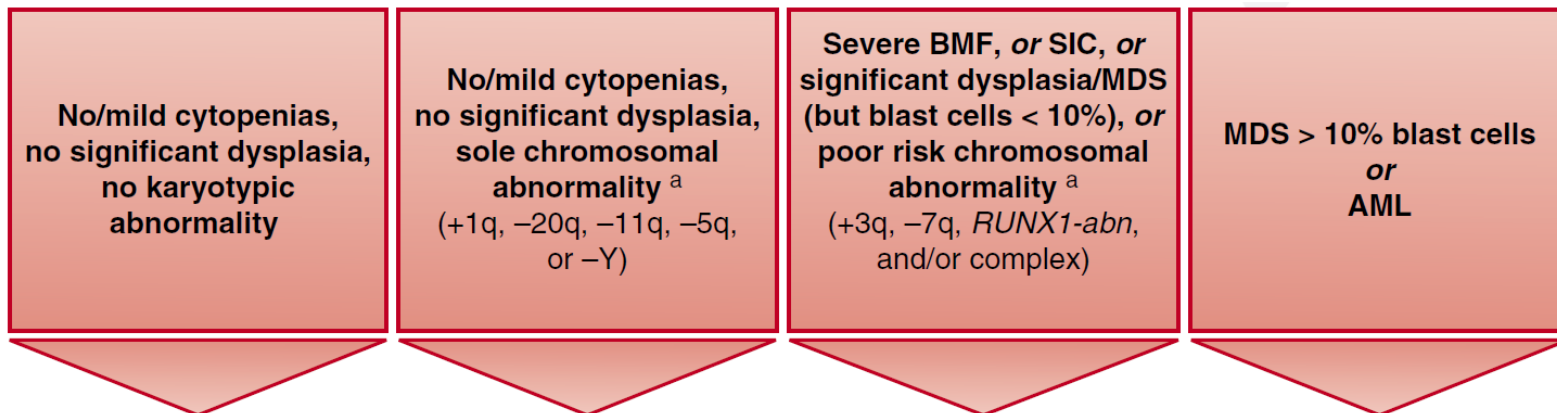 No/mild cytopenias,
no significant dysplasia,
no karyotypic
abnormality
No/mild cytopenias,
no significant dysplasia,
sole chromosomal
abnormality a
(+1q, –20q, –11q, –5q,
or –Y)
Severe BMF, or SIC, or
significant dysplasia/MDS
(but blast cells < 10%), or
poor risk chromosomal
abnormality a
(+3q, –7q, RUNX1-abn,
and/or complex)
MDS > 10% blast cells
or
AML